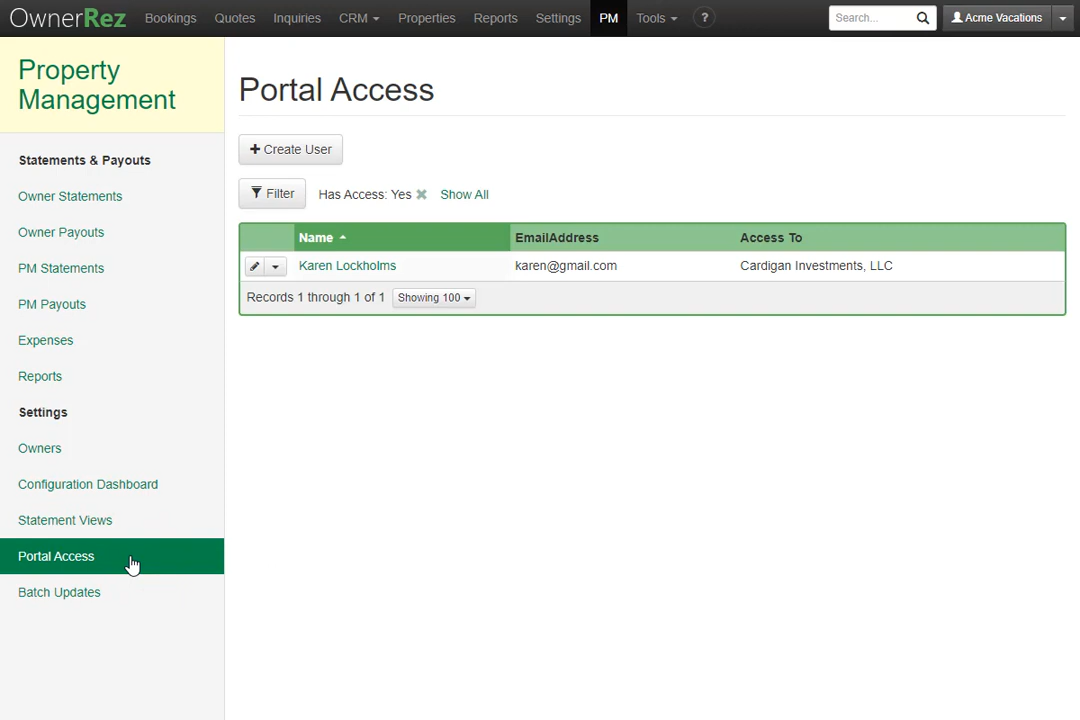 OwnerRez Bookings Quotes Inquiries CRM Properties Reports Settings PM Tools ? Search... Acme Vacations
Property
Management
Statements & Payouts
Owner Statements
Owner Payouts
PM Statements
PM Payouts
Expenses
Reports
Settings
Owners
Configuration Dashboard
Statement Views
Portal Access
Batch Updates
Portal Access
+ Create User
Filter Has Access: Yes Show All
Name EmailAddress Access To
Karen Lockholms karen@gmail.com Cardigan Investments, LLC
Records 1 through 1 of 1 Showing 100